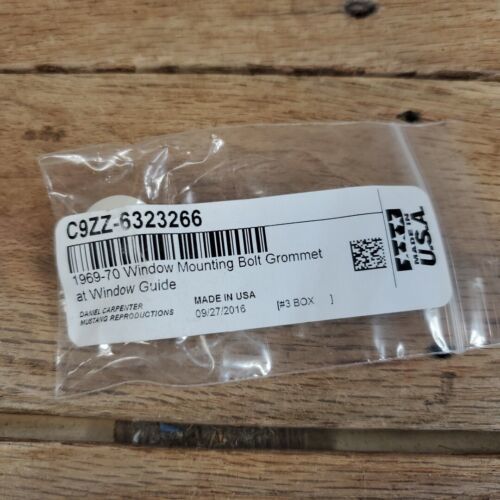 C9ZZ-6323266
1969-70 Window Mounting Bolt Grommet
at Window Guide
DANIEL CARPENTER
MUSTANG REPRODUCTIONS
MADE IN USA
09/27/2016
[#3 BOX ]
MADE IN
U.S.A.